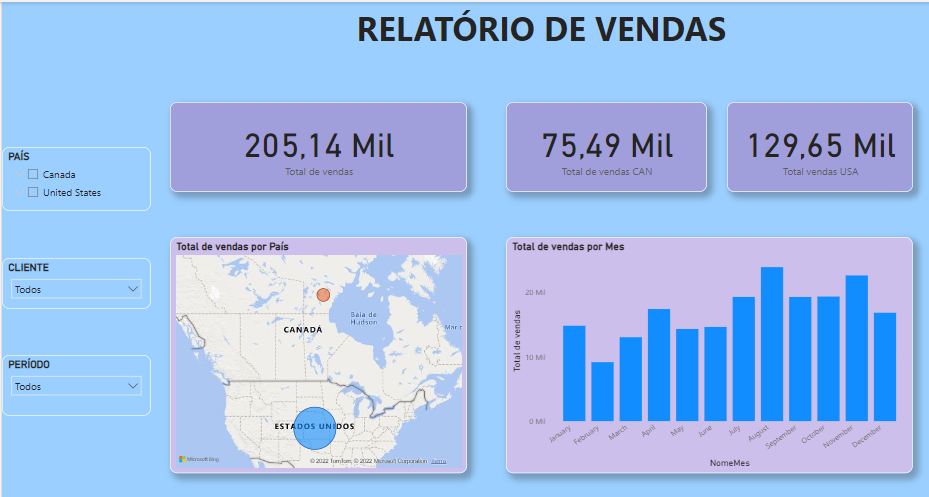 RELATÓRIO DE VENDAS
205,14 Mil
Total de vendas
75,49 Mil
Total de vendas CAN
129,65 Mil
Total vendas USA
PAÍS
Canada
United States
CLIENTE
Todos
PERÍODO
Todos
Total de vendas por País
CANADÁ
Baía de
Hudson
ESTADOS UNIDOS
Microsoft Bing
© 2022 TomTom, © 2022 Microsoft Corporation Terms
Total de vendas por Mes
Total de vendas
20 Mil
10 Mil
0 Mil
January
February
March
April
May
June
July
August
September
October
November
December
NomeMes